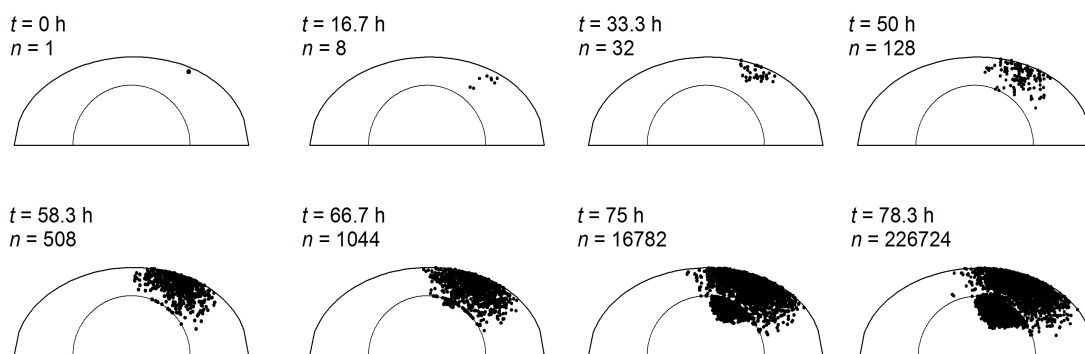 t = 0 h
n = 1
t = 16.7 h
n = 8
t = 33.3 h
n = 32
t = 50 h
n = 128
t = 58.3 h
n = 508
t = 66.7 h
n = 1044
t = 75 h
n = 16782
t = 78.3 h
n = 226724